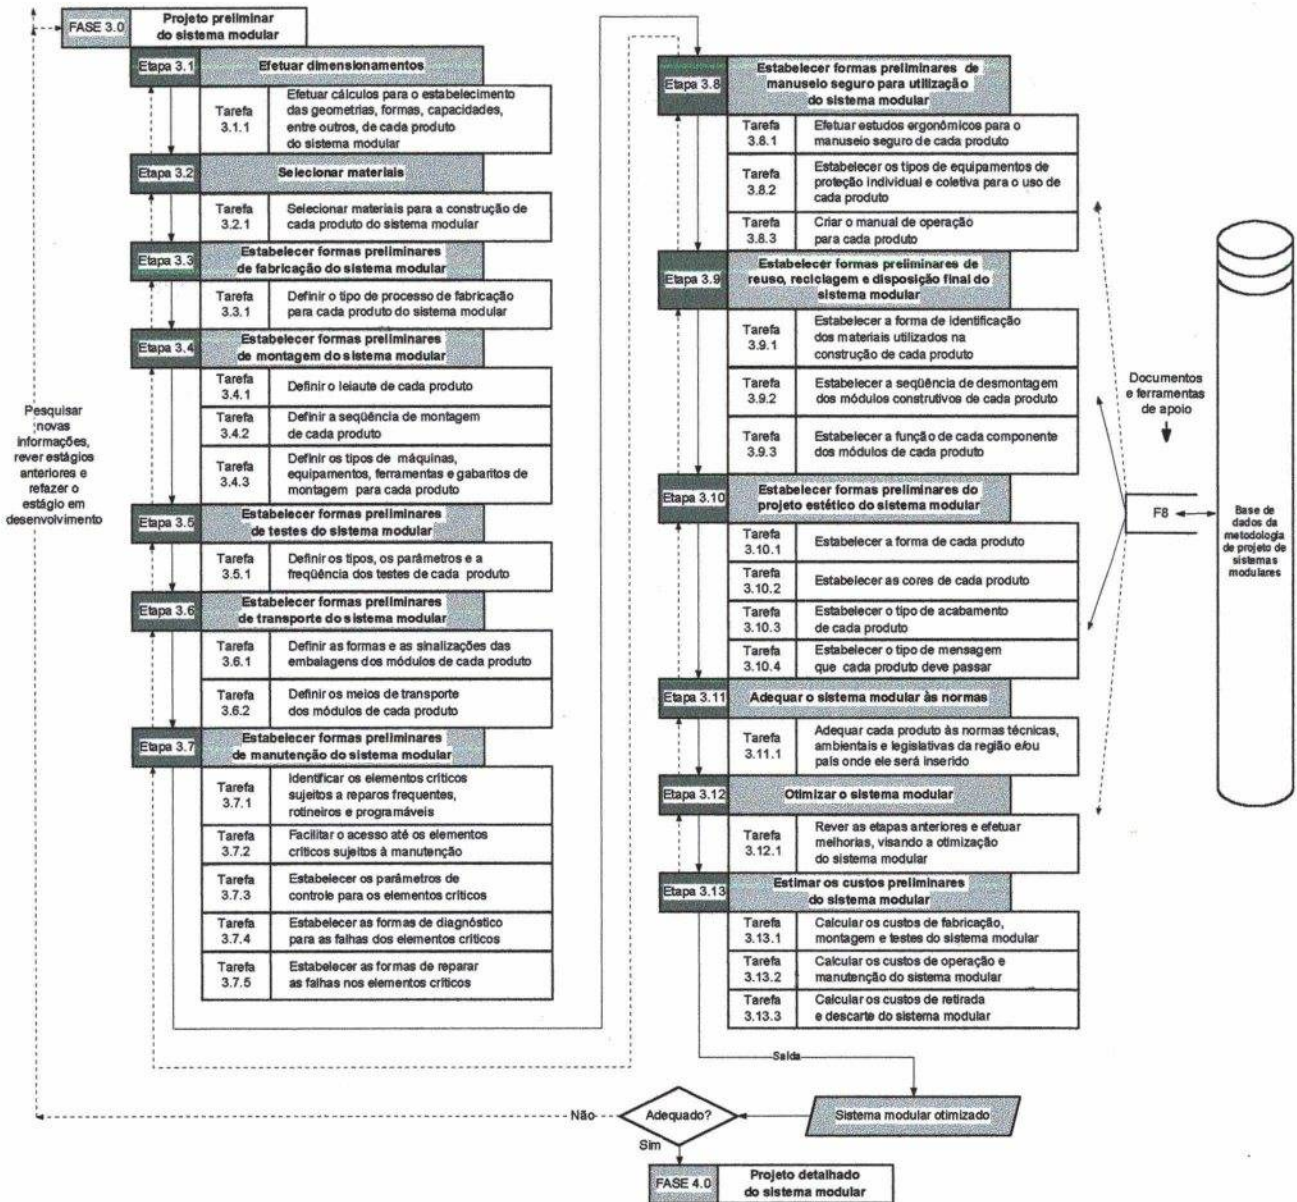 FASE 3.0
Projeto preliminar
do sistema modular
Etapa 3.1
Efetuar dimensionamentos
Tarefa
3.1.1
Efetuar cálculos para o estabelecimento
das geometrias, formas, capacidades,
entre outros, de cada produto
do sistema modular
Etapa 3.2
Selecionar materiais
Tarefa
3.2.1
Selecionar materiais para a construção de
cada produto do sistema modular
Etapa 3.3
Estabelecer formas preliminares
de fabricação do sistema modular
Tarefa
3.3.1
Definir o tipo de processo de fabricação
para cada produto do sistema modular
Etapa 3.4
Estabelecer formas preliminares
de montagem do sistema modular
Tarefa
3.4.1
Definir o leiaute de cada produto
Tarefa
3.4.2
Definir a seqüência de montagem
de cada produto
Tarefa
3.4.3
Definir os tipos de máquinas,
equipamentos, ferramentas e gabaritos de
montagem para cada produto
Etapa 3.5
Estabelecer formas preliminares
de testes do sistema modular
Tarefa
3.5.1
Definir os tipos, os parâmetros e a
freqüência dos testes de cada produto
Etapa 3.6
Estabelecer formas preliminares
de transporte do sistema modular
Tarefa
3.6.1
Definir as formas e as sinalizações das
embalagens dos módulos de cada produto
Tarefa
3.6.2
Definir os meios de transporte
dos módulos de cada produto
Etapa 3.7
Estabelecer formas preliminares
de manutenção do sistema modular
Tarefa
3.7.1
Identificar os elementos críticos
sujeitos a reparos frequentes,
rotineiros e programáveis
Tarefa
3.7.2
Facilitar o acesso até os elementos
críticos sujeitos à manutenção
Tarefa
3.7.3
Estabelecer os parâmetros de
controle para os elementos críticos
Tarefa
3.7.4
Estabelecer as formas de diagnóstico
para as falhas dos elementos críticos
Tarefa
3.7.5
Estabelecer as formas de reparar
as falhas nos elementos críticos
Pesquisar
novas
informações,
rever estágios
anteriores e
refazer o
estágio em
desenvolvimento
Etapa 3.8
Estabelecer formas preliminares de
manuseio seguro para utilização
do sistema modular
Tarefa
3.8.1
Efetuar estudos ergonômicos para o
manuseio seguro de cada produto
Tarefa
3.8.2
Estabelecer os tipos de equipamentos de
proteção individual e coletiva para o uso de
cada produto
Tarefa
3.8.3
Criar o manual de operação
para cada produto
Etapa 3.9
Estabelecer formas preliminares de
reuso, reciclagem e disposição final do
sistema modular
Tarefa
3.9.1
Estabelecer a forma de identificação
dos materiais utilizados na
construção de cada produto
Tarefa
3.9.2
Estabelecer a seqüência de desmontagem
dos módulos construtivos de cada produto
Tarefa
3.9.3
Estabelecer a função de cada componente
dos módulos de cada produto
Etapa 3.10
Estabelecer formas preliminares do
projeto estético do sistema modular
Tarefa
3.10.1
Estabelecer a forma de cada produto
Tarefa
3.10.2
Estabelecer as cores de cada produto
Tarefa
3.10.3
Estabelecer o tipo de acabamento
de cada produto
Tarefa
3.10.4
Estabelecer o tipo de mensagem
que cada produto deve passar
Etapa 3.11
Adequar o sistema modular às normas
Tarefa
3.11.1
Adequar cada produto às normas técnicas,
ambientais e legislativas da região e/ou
país onde ele será inserido
Etapa 3.12
Otimizar o sistema modular
Tarefa
3.12.1
Rever as etapas anteriores e efetuar
melhorias, visando a otimização
do sistema modular
Etapa 3.13
Estimar os custos preliminares
do sistema modular
Tarefa
3.13.1
Calcular os custos de fabricação,
montagem e testes do sistema modular
Tarefa
3.13.2
Calcular os custos de operação e
manutenção do sistema modular
Tarefa
3.13.3
Calcular os custos de retirada
e descarte do sistema modular
Documentos
e ferramentas
de apoio
F8
Base de
dados da
metodologia
de projeto de
sistemas
modulares
Saída
Sistema modular otimizado
Adequado?
Não
Sim
FASE 4.0
Projeto detalhado
do sistema modular